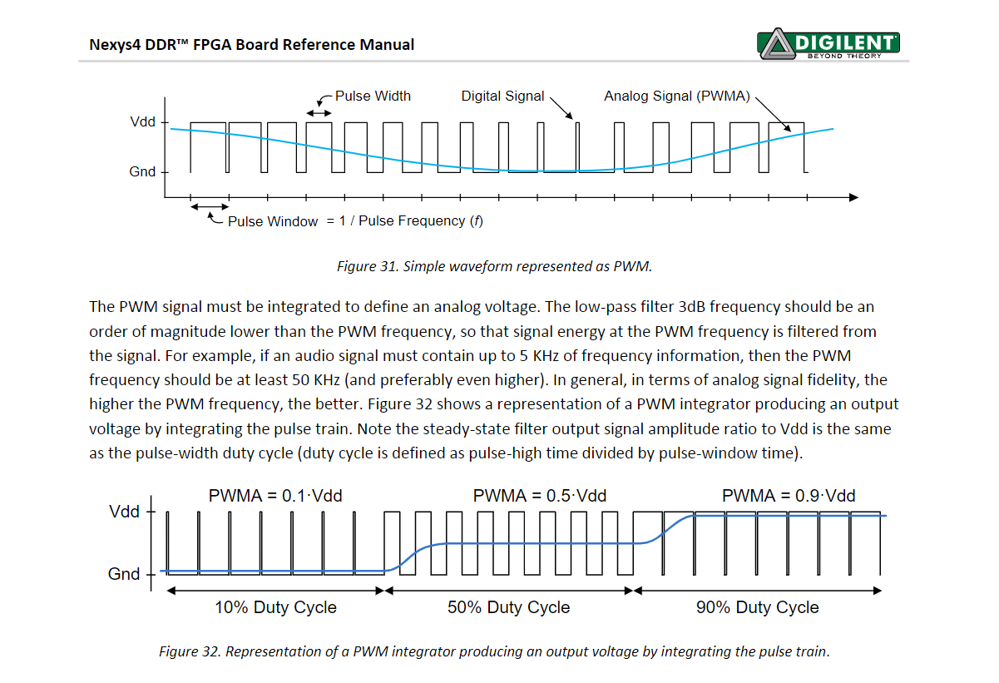 Nexys4 DDR™ FPGA Board Reference Manual
DIGILENT
BEYOND THEORY
Pulse Width
Digital Signal
Analog Signal (PWMA)
Vdd
Gnd
Pulse Window = 1 / Pulse Frequency (f)
Figure 31. Simple waveform represented as PWM.
The PWM signal must be integrated to define an analog voltage. The low-pass filter 3dB frequency should be an
order of magnitude lower than the PWM frequency, so that signal energy at the PWM frequency is filtered from
the signal. For example, if an audio signal must contain up to 5 KHz of frequency information, then the PWM
frequency should be at least 50 KHz (and preferably even higher). In general, in terms of analog signal fidelity, the
higher the PWM frequency, the better. Figure 32 shows a representation of a PWM integrator producing an output
voltage by integrating the pulse train. Note the steady-state filter output signal amplitude ratio to Vdd is the same
as the pulse-width duty cycle (duty cycle is defined as pulse-high time divided by pulse-window time).
PWMA = 0.1·Vdd
PWMA = 0.5·Vdd
PWMA = 0.9·Vdd
Vdd
Gnd
10% Duty Cycle
50% Duty Cycle
90% Duty Cycle
Figure 32. Representation of a PWM integrator producing an output voltage by integrating the pulse train.